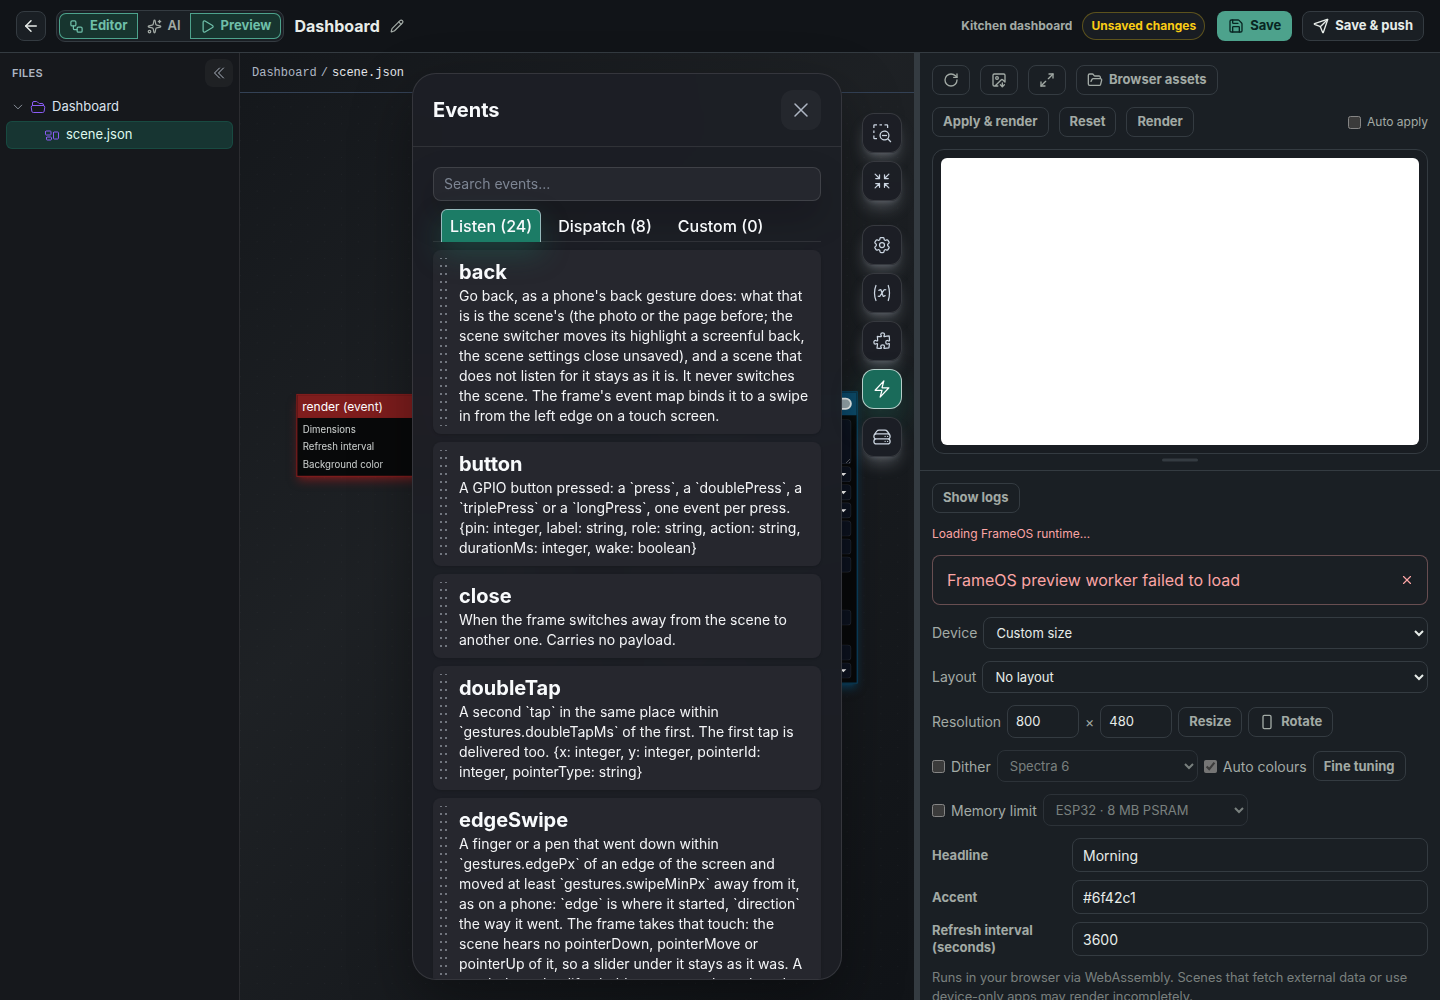 Editor
AI
Preview
Dashboard
Kitchen dashboard
Unsaved changes
Save
Save & push
FILES
Dashboard
scene.json
Dashboard / scene.json
render (event)
Dimensions
Refresh interval
Background color
Events
Search events...
Listen (24)
Dispatch (8)
Custom (0)
back
Go back, as a phone's back gesture does: what that
is is the scene's (the photo or the page before; the
scene switcher moves its highlight a screenful back,
the scene settings close unsaved), and a scene that
does not listen for it stays as it is. It never switches
the scene. The frame's event map binds it to a swipe
in from the left edge on a touch screen.
button
A GPIO button pressed: a `press`, a `doublePress`, a
`triplePress` or a `longPress`, one event per press.
{pin: integer, label: string, role: string, action: string,
durationMs: integer, wake: boolean}
close
When the frame switches away from the scene to
another one. Carries no payload.
doubleTap
A second `tap` in the same place within
`gestures.doubleTapMs` of the first. The first tap is
delivered too. {x: integer, y: integer, pointerId:
integer, pointerType: string}
edgeSwipe
A finger or a pen that went down within
`gestures.edgePx` of an edge of the screen and
moved at least `gestures.swipeMinPx` away from it,
as on a phone: `edge` is where it started, `direction`
the way it went. The frame takes that touch: the
scene hears no pointerDown, pointerMove or
pointerUp of it, so a slider under it stays as it was. A
(x)
Browser assets
Apply & render
Reset
Render
Auto apply
Show logs
Loading FrameOS runtime...
FrameOS preview worker failed to load
Device
Custom size
Layout
No layout
Resolution
800
×
480
Resize
Rotate
Dither
Spectra 6
Auto colours
Fine tuning
Memory limit
ESP32 · 8 MB PSRAM
Headline
Morning
Accent
#6f42c1
Refresh interval
(seconds)
3600
Runs in your browser via WebAssembly. Scenes that fetch external data or use
device-only apps may render incompletely.